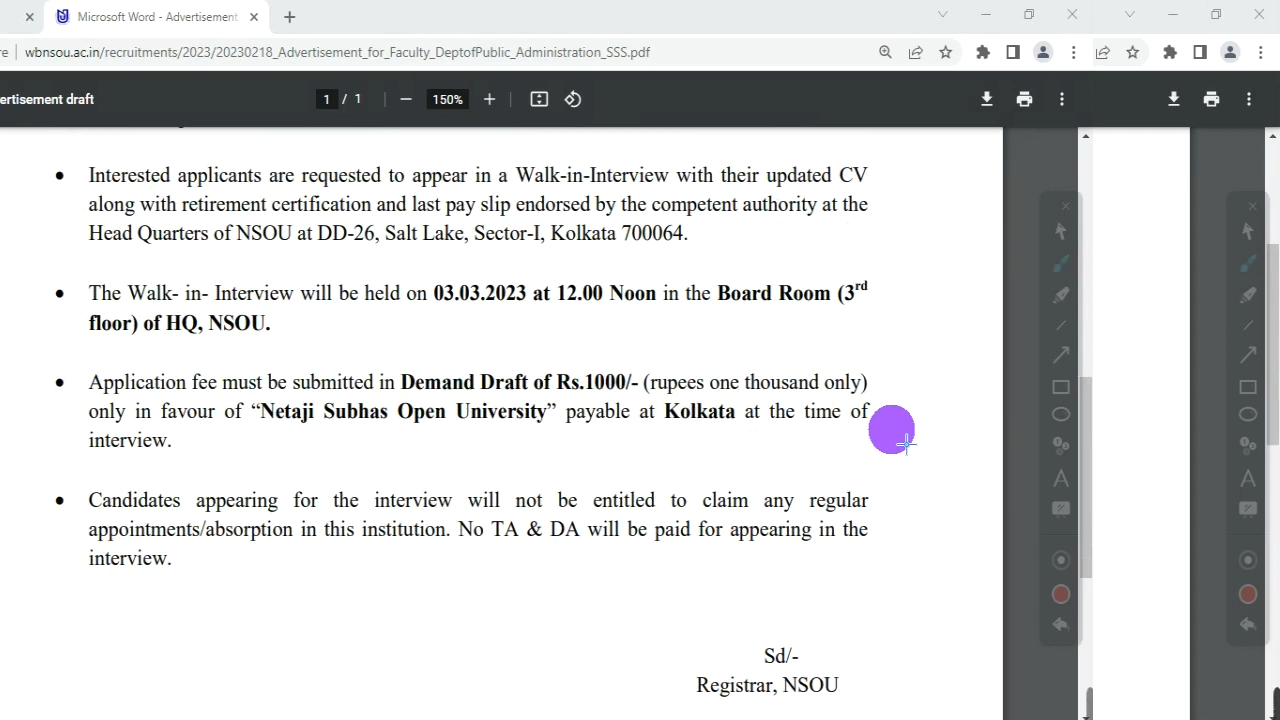 Microsoft Word - Advertisement
re wbnsou.ac.in/recruitments/2023/20230218_Advertisement_for_Faculty_DeptofPublic_Administration_SSS.pdf
ertisement draft
1 / 1
150%
• Interested applicants are requested to appear in a Walk-in-Interview with their updated CV
along with retirement certification and last pay slip endorsed by the competent authority at the
Head Quarters of NSOU at DD-26, Salt Lake, Sector-I, Kolkata 700064.
• The Walk- in- Interview will be held on 03.03.2023 at 12.00 Noon in the Board Room (3rd
floor) of HQ, NSOU.
• Application fee must be submitted in Demand Draft of Rs.1000/- (rupees one thousand only)
only in favour of “Netaji Subhas Open University” payable at Kolkata at the time of
interview.
• Candidates appearing for the interview will not be entitled to claim any regular
appointments/absorption in this institution. No TA & DA will be paid for appearing in the
interview.
Sd/-
Registrar, NSOU